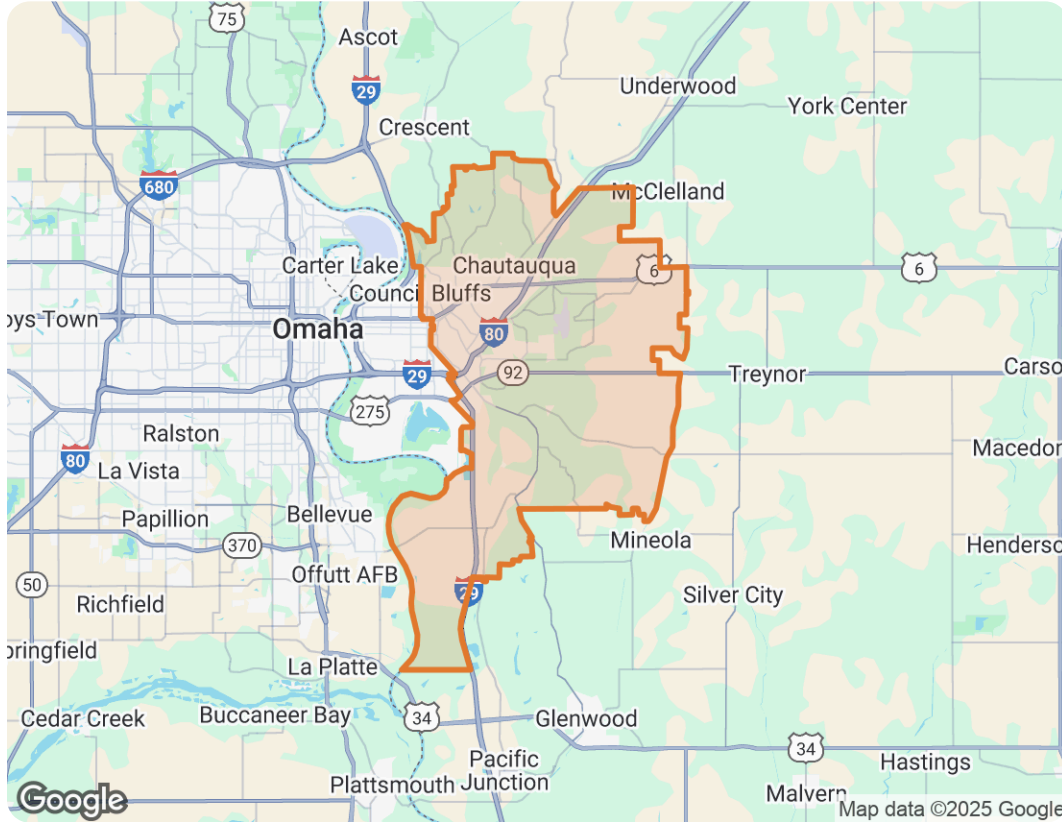 75
Ascot
29
Underwood
York Center
Crescent
680
McClelland
Carter Lake
Chautauqua
6
6
Council Bluffs
oys Town
Omaha
80
29
92
Treynor
Carso
275
Ralston
80
La Vista
Macedon
Papillion
Bellevue
370
Mineola
Henderso
50
Offutt AFB
29
Silver City
Richfield
pringfield
La Platte
Cedar Creek
Buccaneer Bay
34
Glenwood
34
Pacific
Junction
Hastings
Plattsmouth
Malvern
Google
Map data ©2025 Google